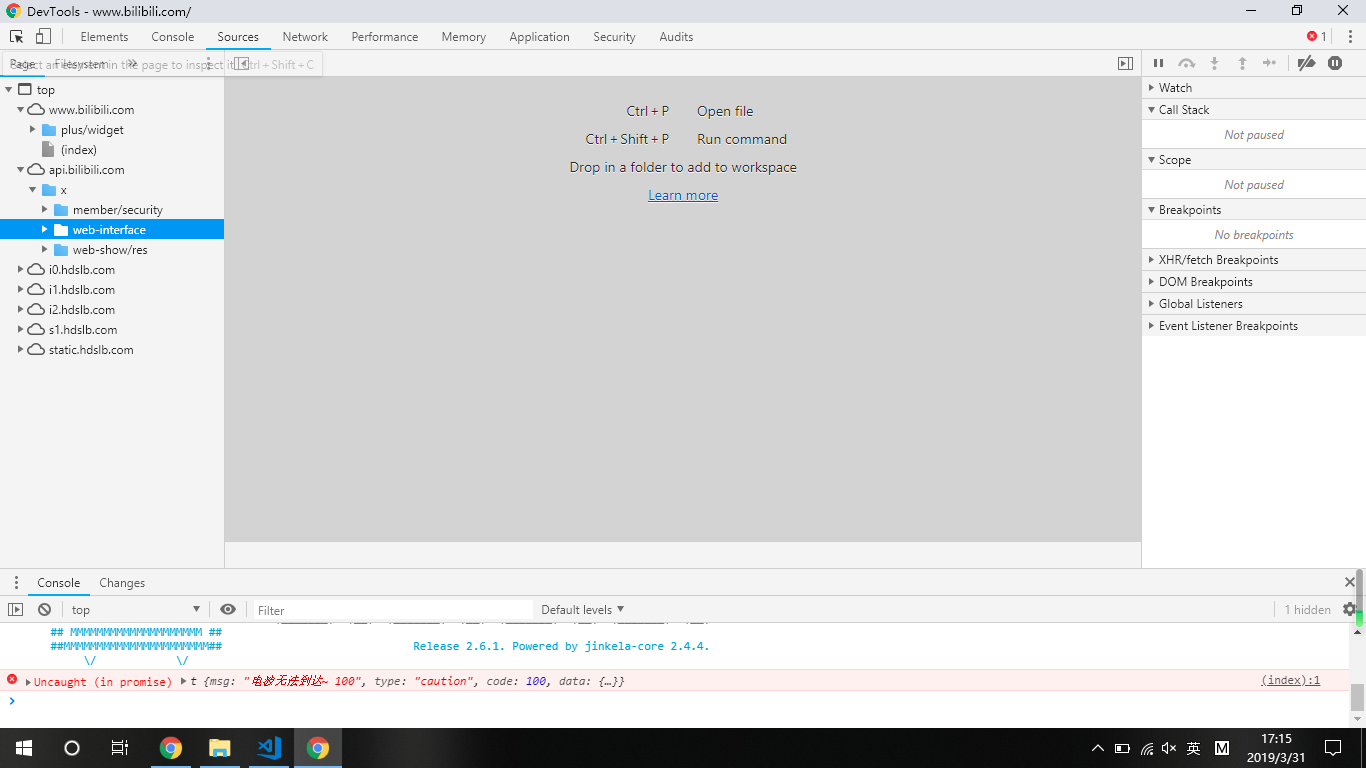 DevTools - www.bilibili.com/
Elements Console Sources Network Performance Memory Application Security Audits 1
Page Filesystem »
Select an element in the page to inspect it Ctrl + Shift + C
top
www.bilibili.com
plus/widget
(index)
api.bilibili.com
x
member/security
web-interface
web-show/res
i0.hdslb.com
i1.hdslb.com
i2.hdslb.com
s1.hdslb.com
static.hdslb.com
Ctrl + P Open file
Ctrl + Shift + P Run command
Drop in a folder to add to workspace
Learn more
Watch
Call Stack
Not paused
Scope
Not paused
Breakpoints
No breakpoints
XHR/fetch Breakpoints
DOM Breakpoints
Global Listeners
Event Listener Breakpoints
Console Changes
top Filter Default levels 1 hidden
## MMMMMMMMMMMMMMMMMMMM ##
##MMMMMMMMMMMMMMMMMMMMMM## Release 2.6.1. Powered by jinkela-core 2.4.4.
\/ \/
Uncaught (in promise) t {msg: "电波无法到达~ 100", type: "caution", code: 100, data: {…}} (index):1
英 M 17:15
2019/3/31